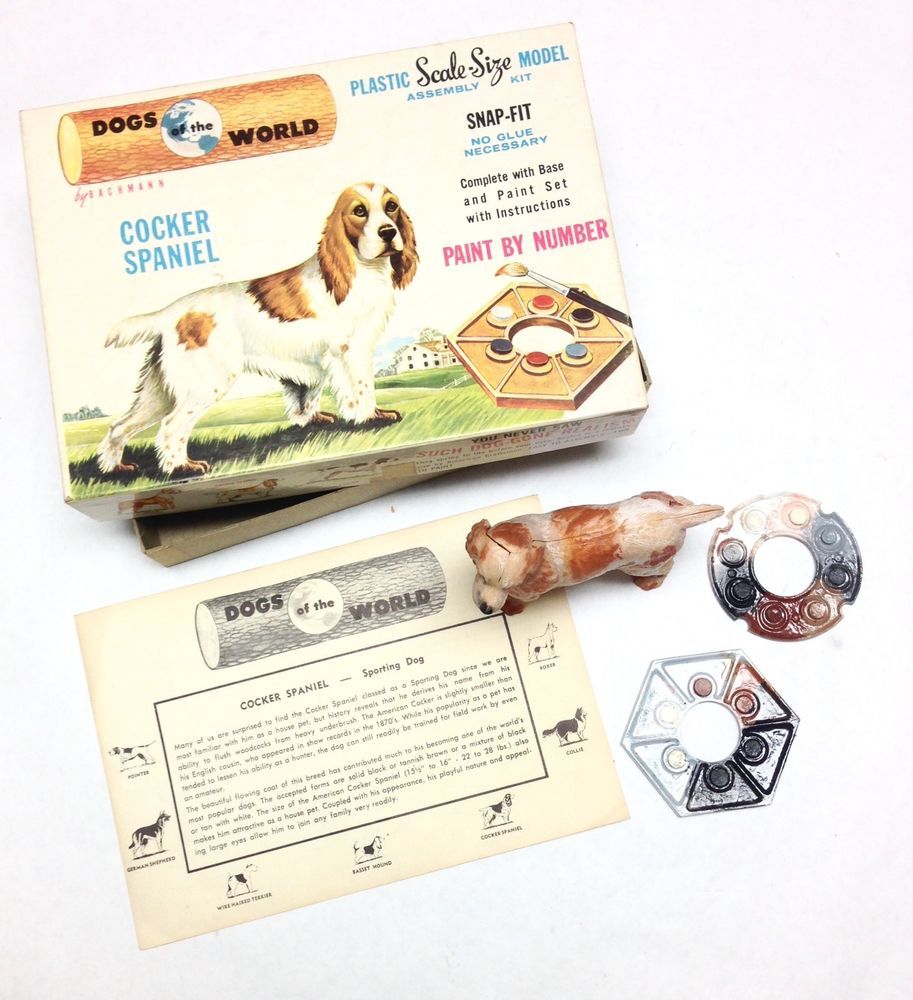 DOGS of the WORLD
by BACHMANN
COCKER
SPANIEL
PLASTIC Scale-Size MODEL
ASSEMBLY KIT
SNAP-FIT
NO GLUE
NECESSARY
Complete with Base
and Paint Set
with Instructions
PAINT BY NUMBER
YOU NEVER SAW
SUCH DOG-GONE REALISM
TO PAINT
DOGS of the WORLD
COCKER SPANIEL — Sporting Dog
Many of us are surprised to find the Cocker Spaniel classed as a Sporting Dog since we are
most familiar with him as a house pet, but history reveals that he derives his name from his
ability to flush woodcocks from heavy underbrush. The American Cocker is slightly smaller than
his English cousin, who appeared in show records in the 1870's. While his popularity as a pet has
tended to lessen his ability as a hunter, the dog can still readily be trained for field work by even
an amateur.
The beautiful flowing coat of this breed has contributed much to his becoming one of the world's
most popular dogs. The accepted forms are solid black or tannish brown or a mixture of black
or tan with white. The size of the American Cocker Spaniel (15½" to 16" - 22 to 28 lbs.) also
makes him attractive as a house pet. Coupled with his appearance, his playful nature and appeal-
ing large eyes allow him to join any family very readily.
BOXER
COLLIE
COCKER SPANIEL
BASSET HOUND
WIRE HAIRED TERRIER
GERMAN SHEPHERD
POINTER